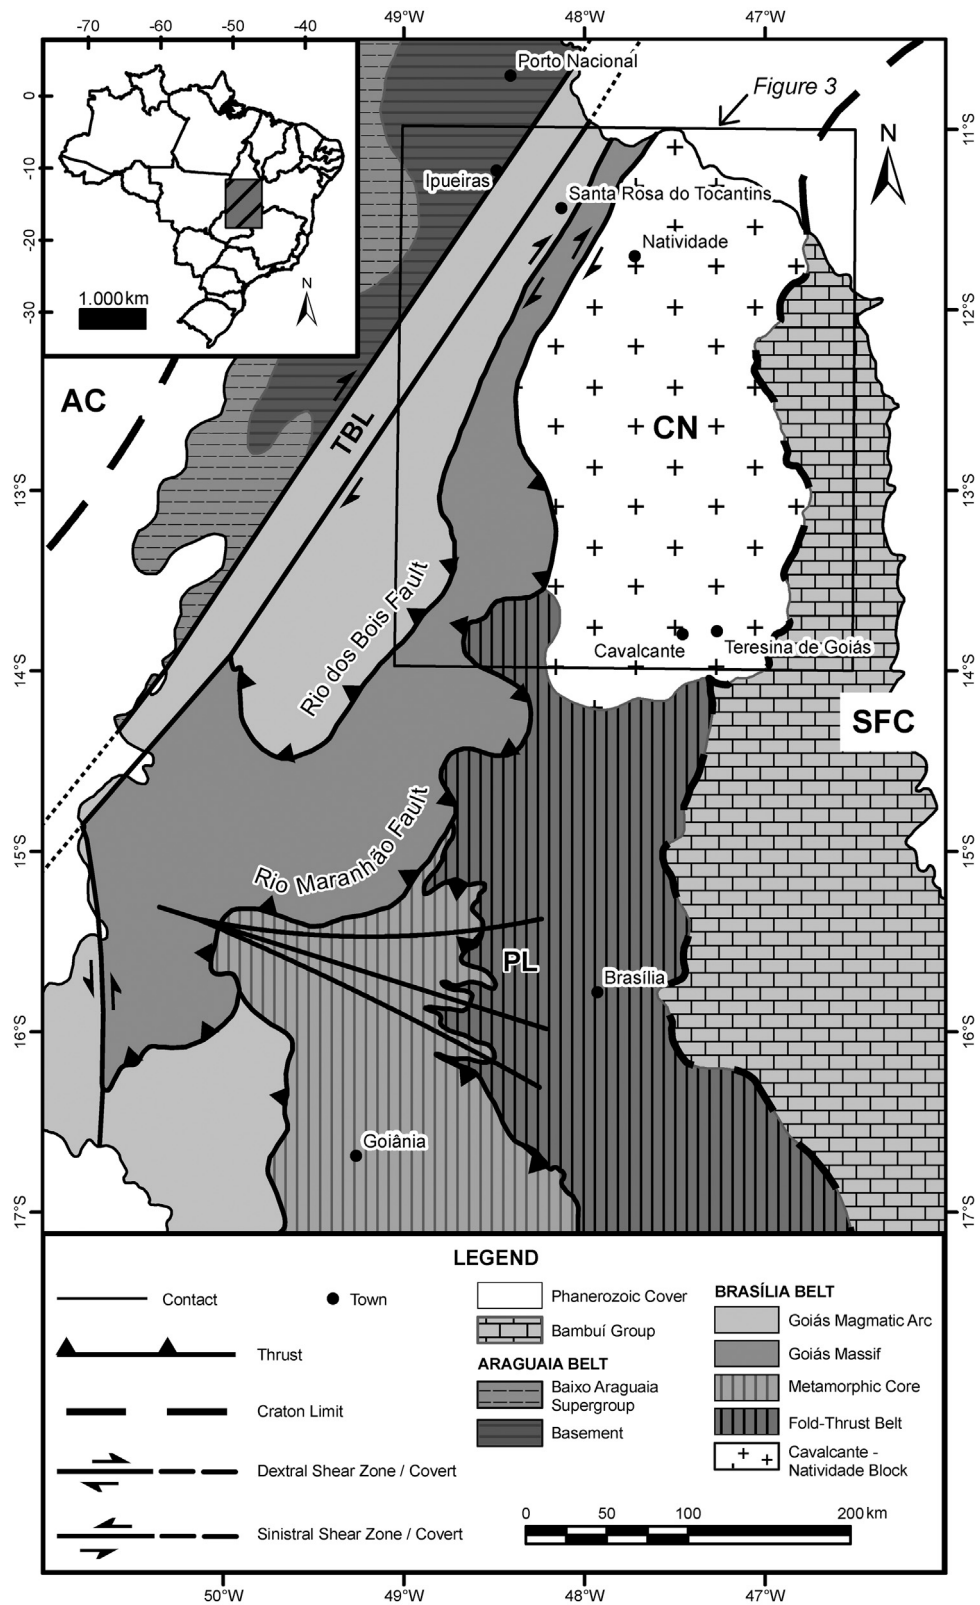 49°W
48°W
47°W
-70
-60
-50
-40
0
-10
-20
-30
1.000 km
N
Porto Nacional
Figure 3
11°S
N
Ipueiras
Santa Rosa do Tocantins
Natividade
12°S
AC
TBL
CN
13°S
13°S
Rio dos Bois Fault
Cavalcante
Teresina de Goiás
14°S
14°S
SFC
Rio Maranhão Fault
15°S
15°S
PL
Brasília
16°S
16°S
Goiânia
17°S
17°S
LEGEND
Contact
Town
Thrust
Craton Limit
Dextral Shear Zone / Covert
Sinistral Shear Zone / Covert
Phanerozoic Cover
Bambuí Group
ARAGUAIA BELT
Baixo Araguaia
Supergroup
Basement
BRASÍLIA BELT
Goiás Magmatic Arc
Goiás Massif
Metamorphic Core
Fold-Thrust Belt
Cavalcante -
Natividade Block
0
50
100
200 km
50°W
49°W
48°W
47°W